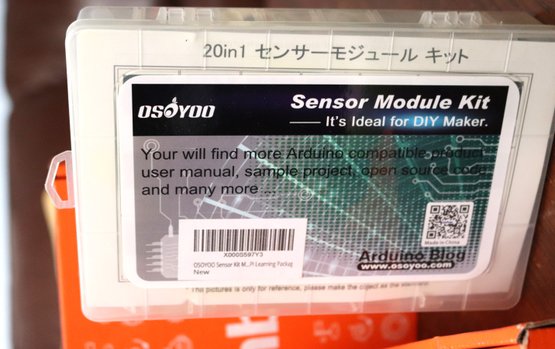 20in1 センサーモジュール キット
OSOYOO
Sensor Module Kit
It's Ideal for DIY Maker.
Your will find more Arduino compatible product
user manual, sample project, open source code
and many more ...
X000S597Y3
OSOYOO Sensor Kit M...Pi Learning Packag
New
Made in China
Arduino Blog
www.osoyoo.com
* This pictures is only for reference, please make the object as the standard.